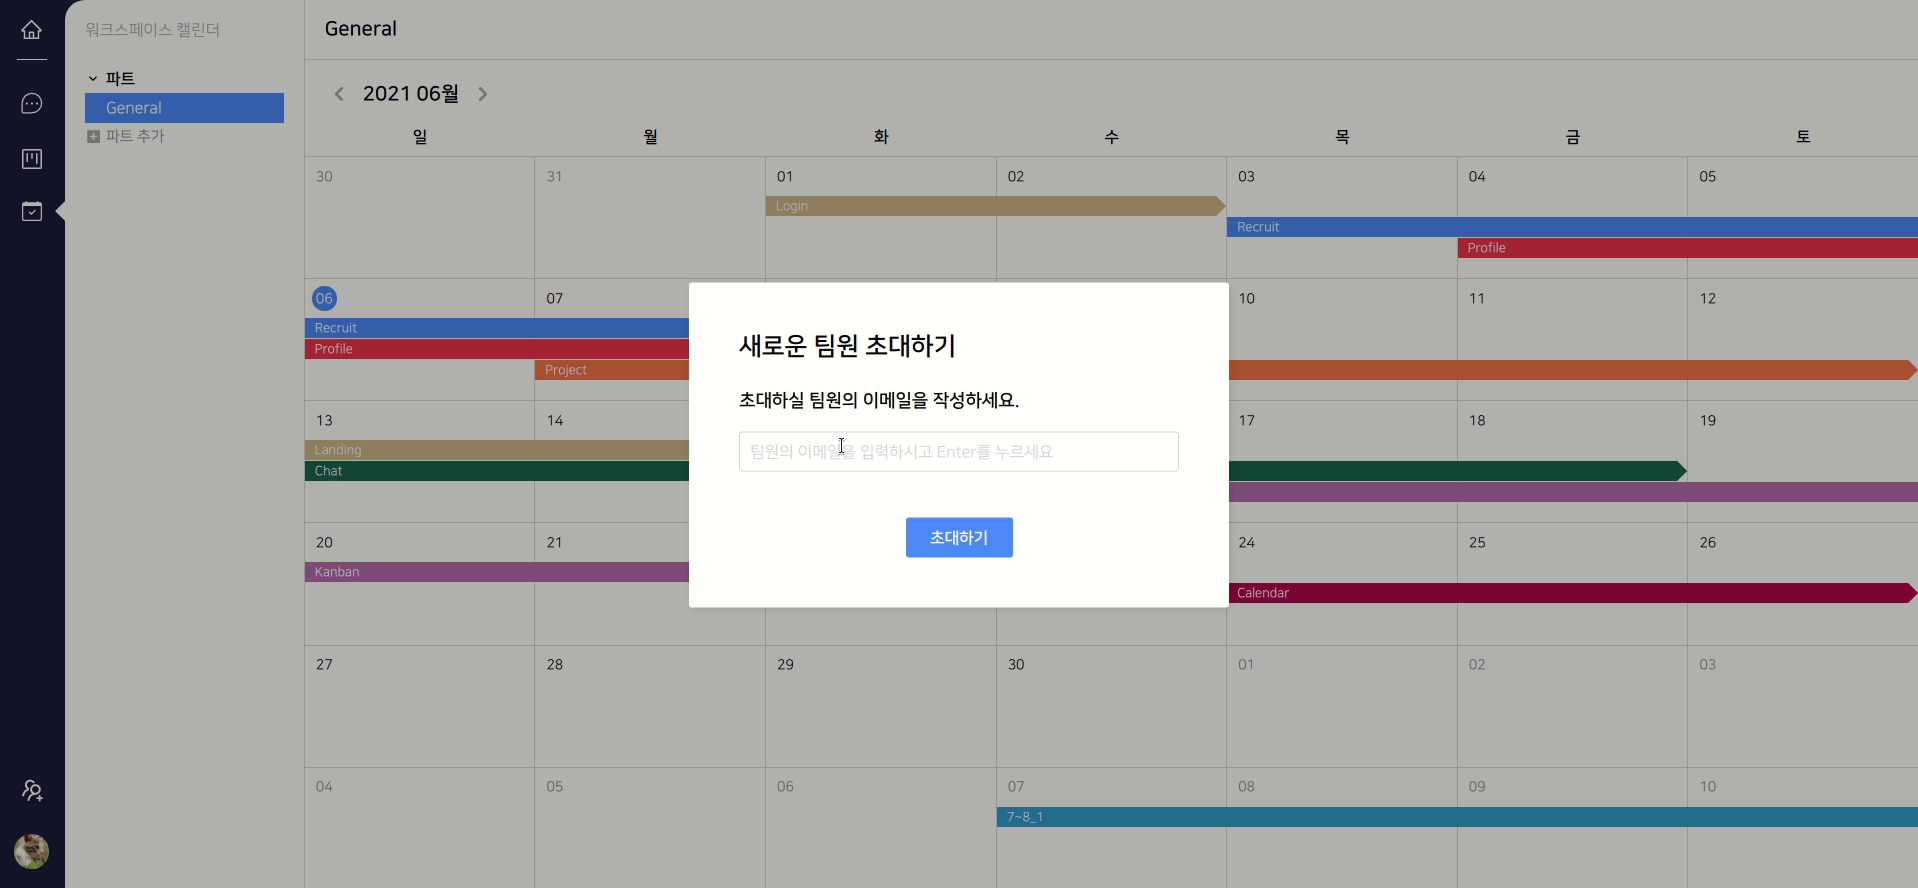 워크스페이스 캘린더
파트
General
파트 추가
General
2021 06월
일 월 화 수 목 금 토
30 31 01 02 03 04 05
Login
Recruit
Profile
06 07 10 11 12
Recruit
Profile
Project
13 14 17 18 19
Landing
Chat
20 21 24 25 26
Kanban
Calendar
27 28 29 30 01 02 03
04 05 06 07 08 09 10
7~8_1
새로운 팀원 초대하기
초대하실 팀원의 이메일을 작성하세요.
팀원의 이메일을 입력하시고 Enter를 누르세요
초대하기